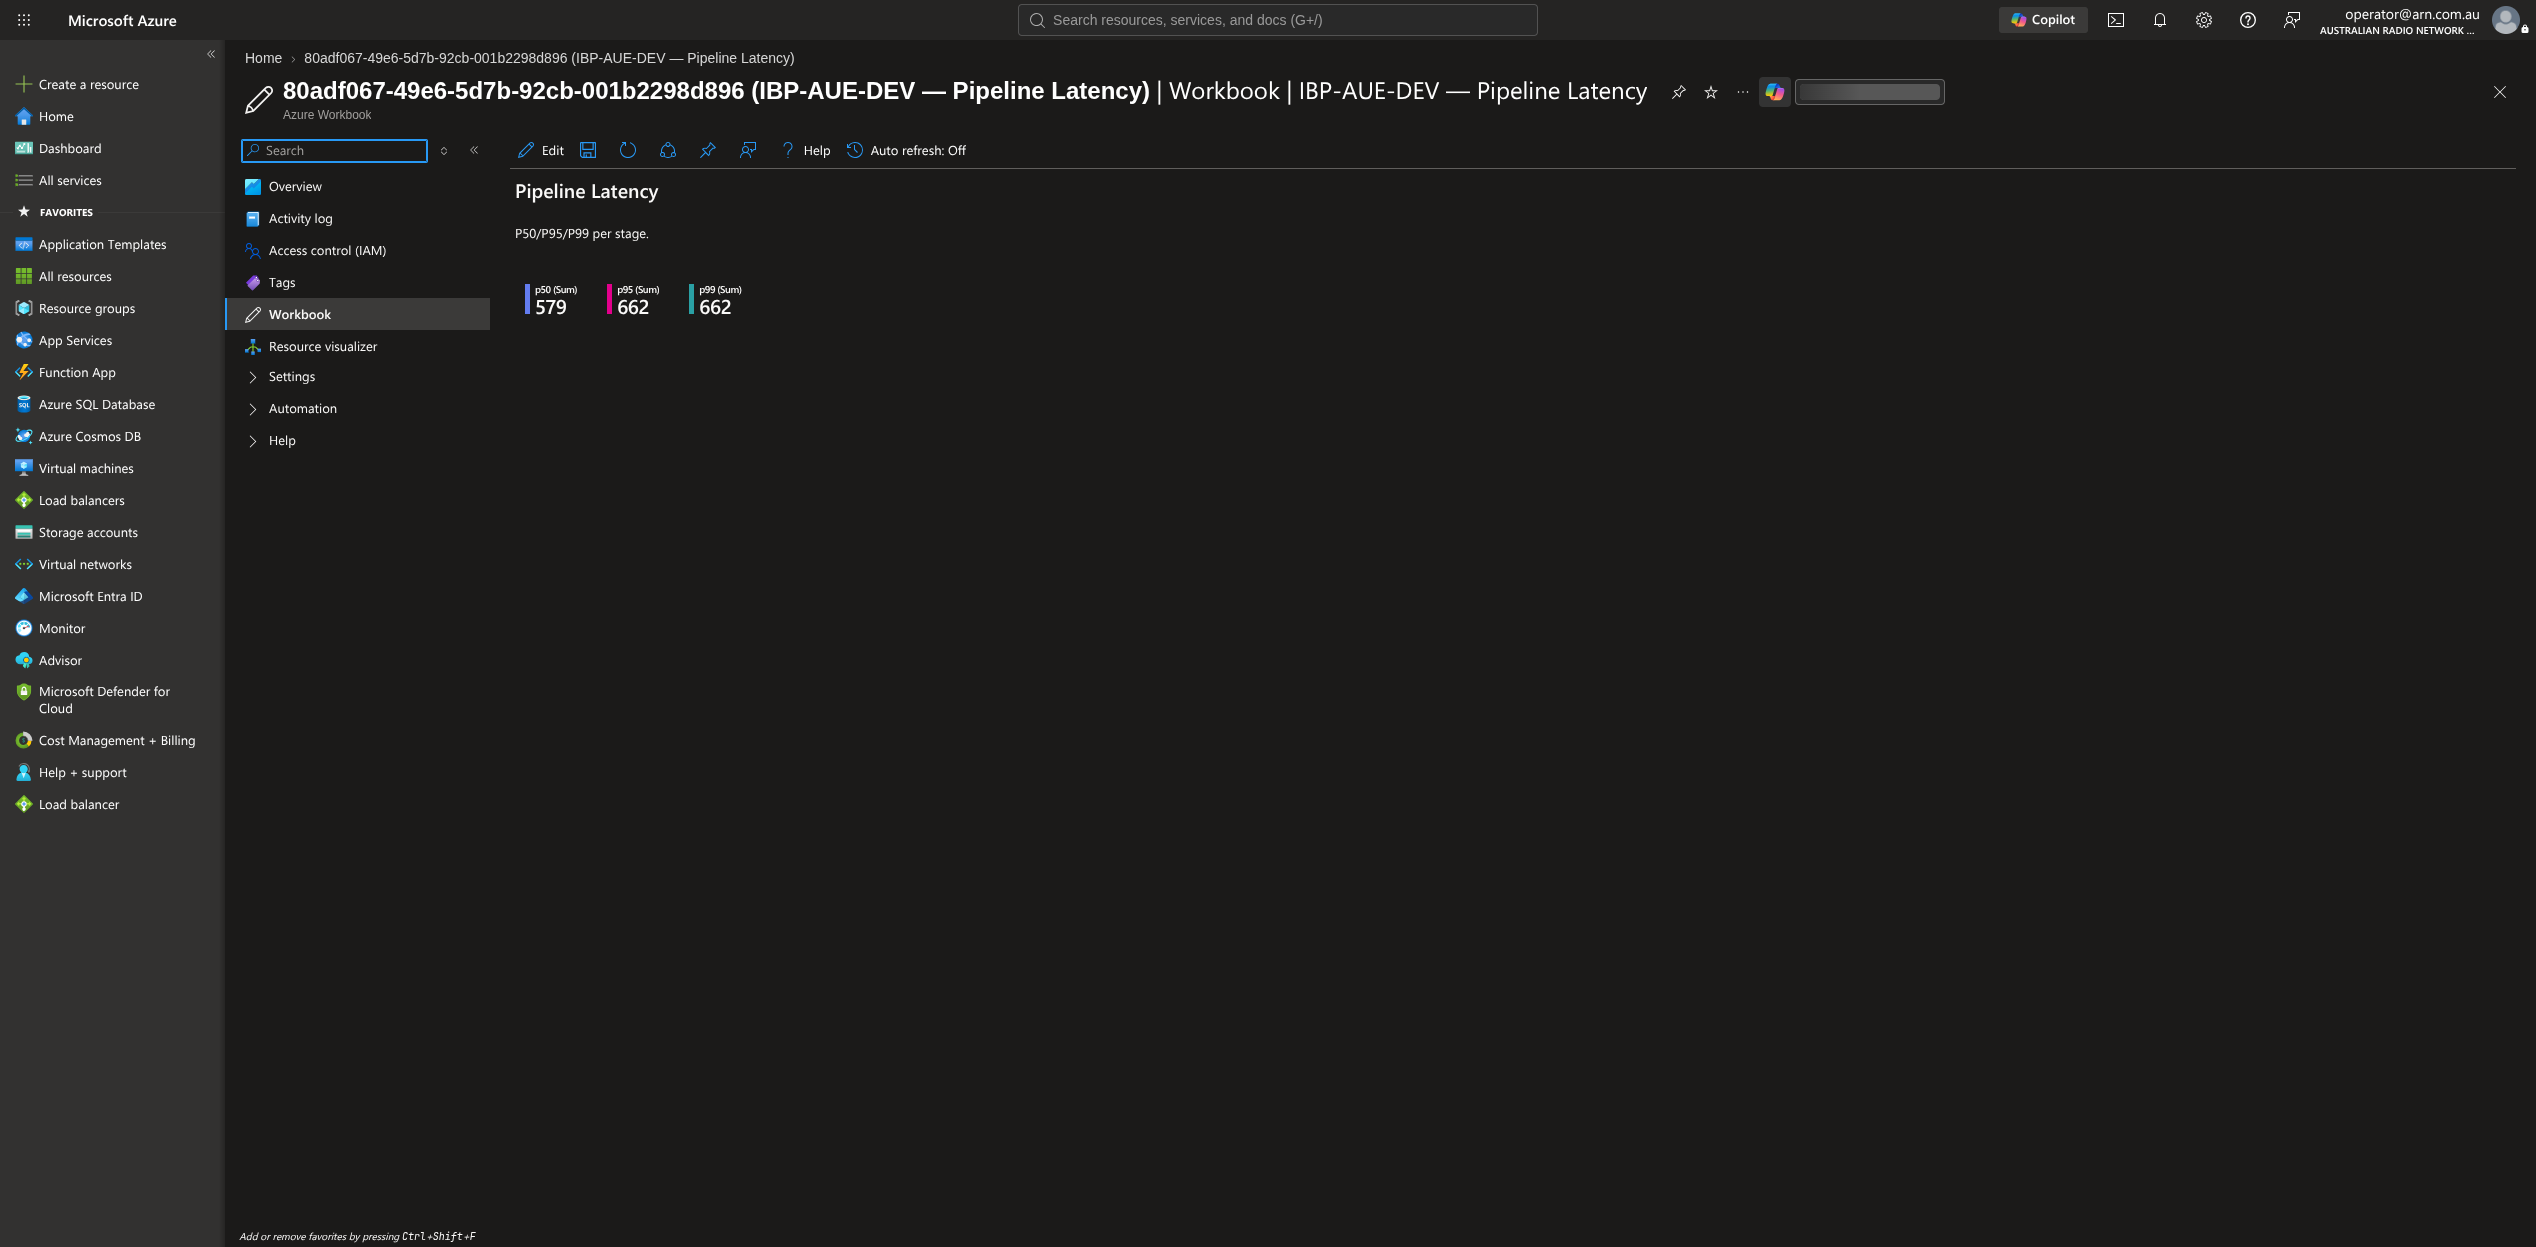 Microsoft Azure
Search resources, services, and docs (G+/)
Copilot
operator@arn.com.au
AUSTRALIAN RADIO NETWORK ...
Create a resource
Home
Dashboard
All services
FAVORITES
Application Templates
All resources
Resource groups
App Services
Function App
Azure SQL Database
Azure Cosmos DB
Virtual machines
Load balancers
Storage accounts
Virtual networks
Microsoft Entra ID
Monitor
Advisor
Microsoft Defender for
Cloud
Cost Management + Billing
Help + support
Load balancer
Home › 80adf067-49e6-5d7b-92cb-001b2298d896 (IBP-AUE-DEV — Pipeline Latency)
80adf067-49e6-5d7b-92cb-001b2298d896 (IBP-AUE-DEV — Pipeline Latency) | Workbook | IBP-AUE-DEV — Pipeline Latency
Azure Workbook
Search
Overview
Activity log
Access control (IAM)
Tags
Workbook
Resource visualizer
Settings
Automation
Help
Edit
Help
Auto refresh: Off
Pipeline Latency
P50/P95/P99 per stage.
p50 (Sum)
579
p95 (Sum)
662
p99 (Sum)
662
Add or remove favorites by pressing Ctrl+Shift+F